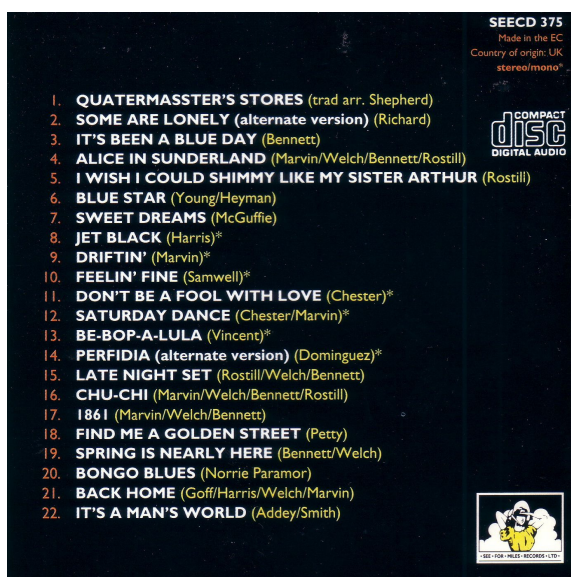 SEECD 375
Made in the EC
Country of origin: UK
stereo/mono*
COMPACT
disc
DIGITAL AUDIO
1. QUATERMASSTER'S STORES (trad arr. Shepherd)
2. SOME ARE LONELY (alternate version) (Richard)
3. IT'S BEEN A BLUE DAY (Bennett)
4. ALICE IN SUNDERLAND (Marvin/Welch/Bennett/Rostill)
5. I WISH I COULD SHIMMY LIKE MY SISTER ARTHUR (Rostill)
6. BLUE STAR (Young/Heyman)
7. SWEET DREAMS (McGuffie)
8. JET BLACK (Harris)*
9. DRIFTIN' (Marvin)*
10. FEELIN' FINE (Samwell)*
11. DON'T BE A FOOL WITH LOVE (Chester)*
12. SATURDAY DANCE (Chester/Marvin)*
13. BE-BOP-A-LULA (Vincent)*
14. PERFIDIA (alternate version) (Dominguez)*
15. LATE NIGHT SET (Rostill/Welch/Bennett)
16. CHU-CHI (Marvin/Welch/Bennett/Rostill)
17. 1861 (Marvin/Welch/Bennett)
18. FIND ME A GOLDEN STREET (Petty)
19. SPRING IS NEARLY HERE (Bennett/Welch)
20. BONGO BLUES (Norrie Paramor)
21. BACK HOME (Goff/Harris/Welch/Marvin)
22. IT'S A MAN'S WORLD (Addey/Smith)
• SEE • FOR • MILES • RECORDS • LTD •